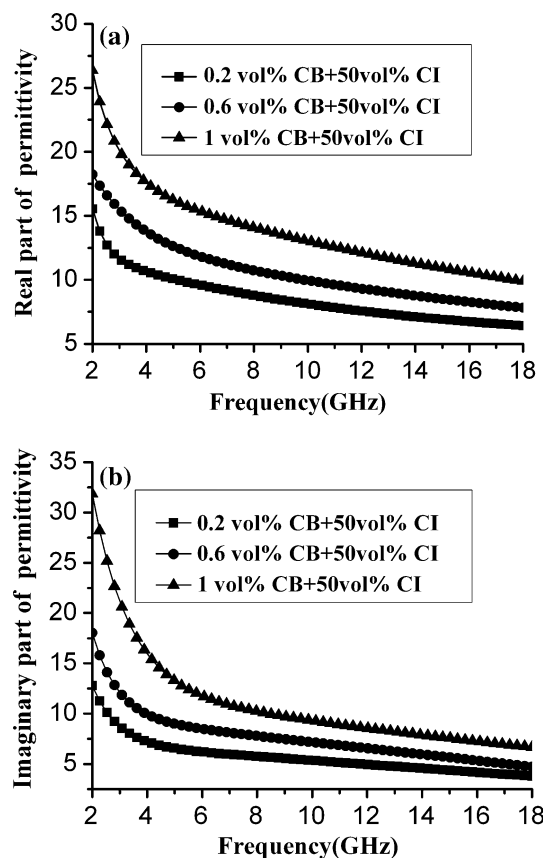 (a)
30
25
20
15
10
5
Real part of permittivity
0.2 vol% CB+50vol% CI
0.6 vol% CB+50vol% CI
1 vol% CB+50vol% CI
2 4 6 8 10 12 14 16 18
Frequency(GHz)
(b)
35
30
25
20
15
10
5
Imaginary part of permittivity
0.2 vol% CB+50vol% CI
0.6 vol% CB+50vol% CI
1 vol% CB+50vol% CI
2 4 6 8 10 12 14 16 18
Frequency(GHz)